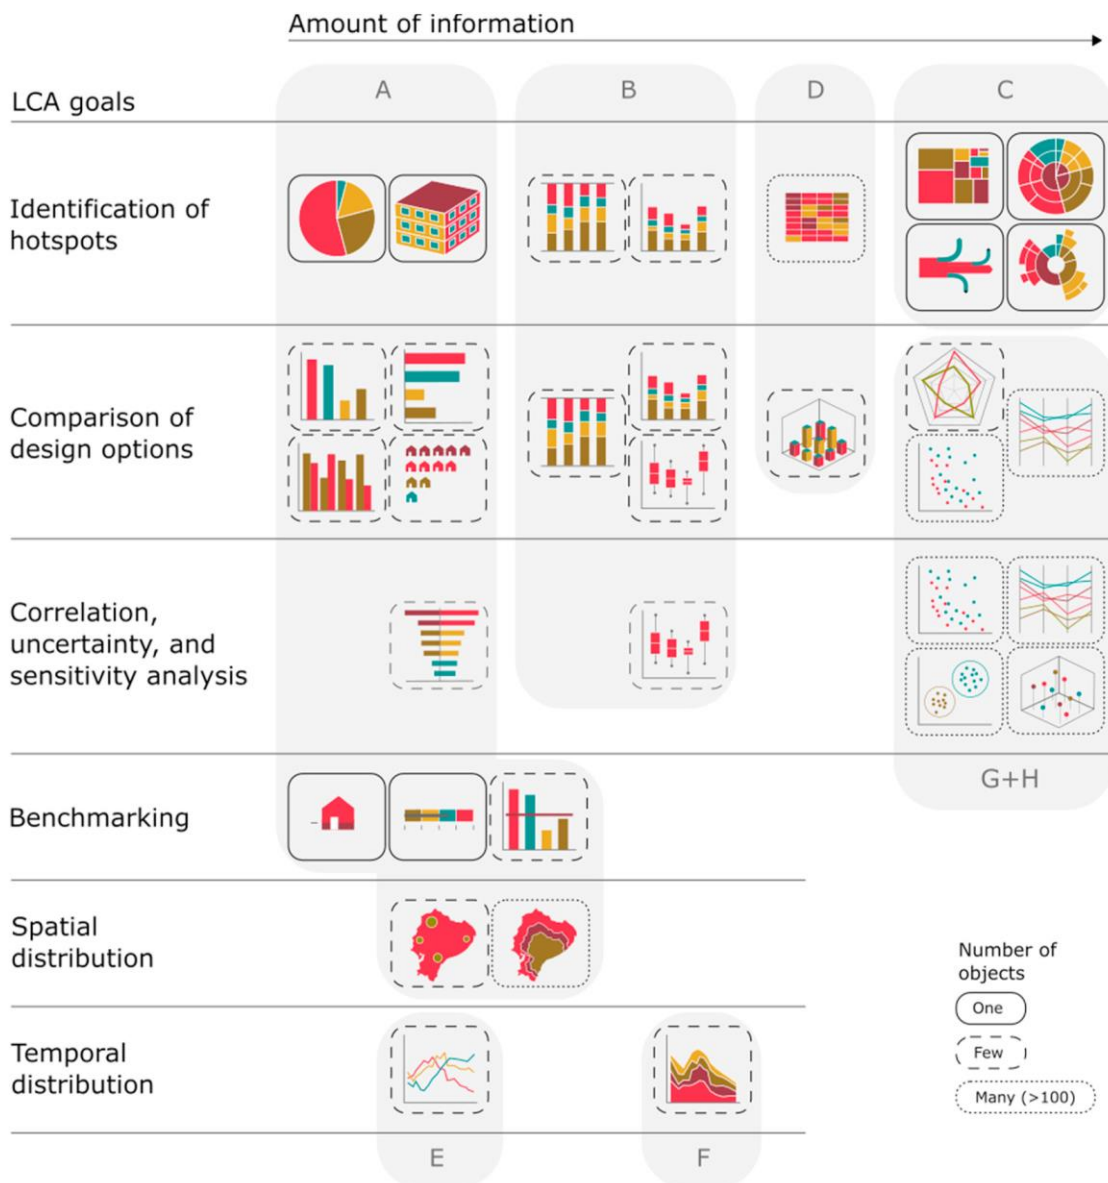 Amount of information
LCA goals
A
B
D
C
Identification of
hotspots
Comparison of
design options
Correlation,
uncertainty, and
sensitivity analysis
G+H
Benchmarking
Spatial
distribution
Number of
objects
One
Few
Many (>100)
Temporal
distribution
E
F